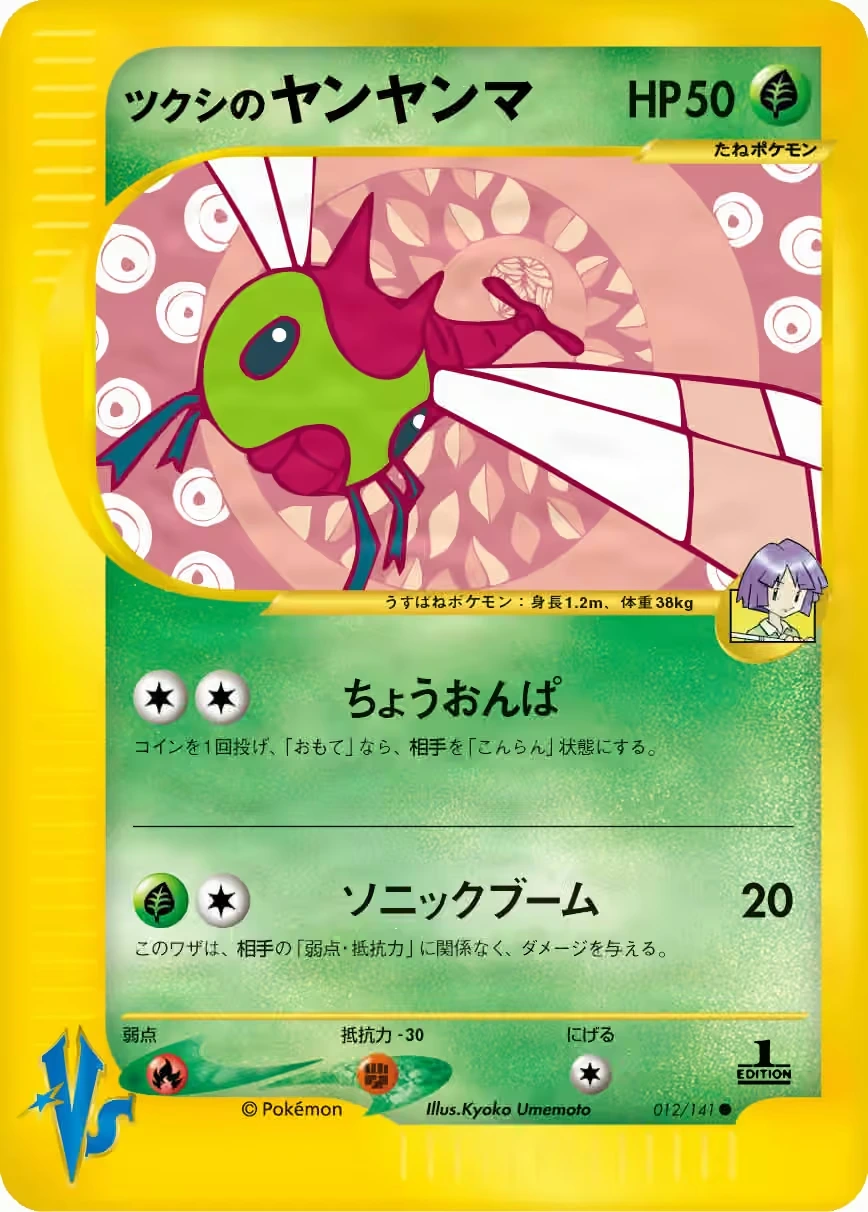 ツクシのヤンヤンマ HP50
たねポケモン
うすばねポケモン：身長1.2m、体重38kg
ちょうおんぱ
コインを1回投げ、「おもて」なら、相手を「こんらん」状態にする。
ソニックブーム 20
このワザは、相手の「弱点・抵抗力」に関係なく、ダメージを与える。
弱点 抵抗力 -30 にげる
1
EDITION
VS
© Pokémon Illus.Kyoko Umemoto 012/141●